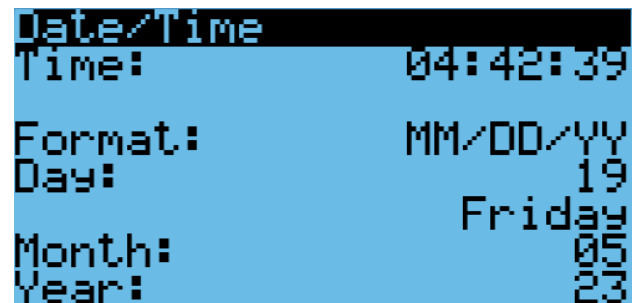 Date/Time
Time: 04:42:39
Format: MM/DD/YY
Day: 19
Friday
Month: 05
Year: 23